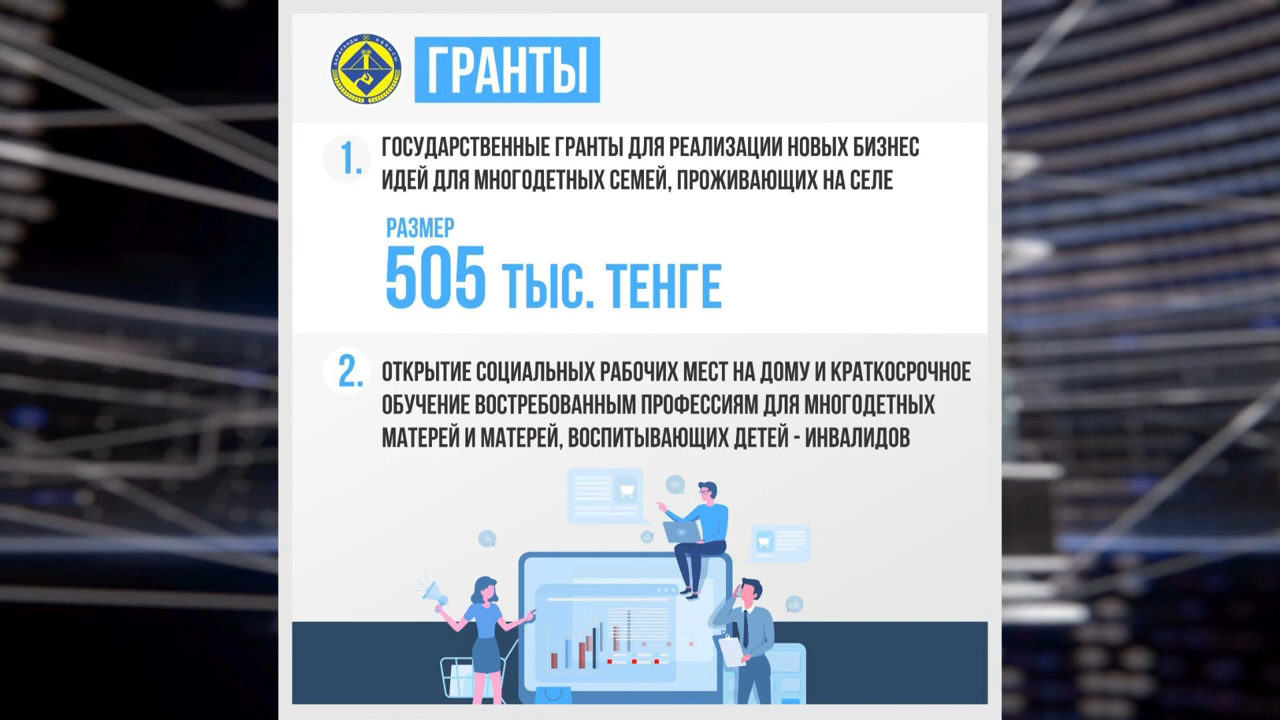 ГРАНТЫ
1.
ГОСУДАРСТВЕННЫЕ ГРАНТЫ ДЛЯ РЕАЛИЗАЦИИ НОВЫХ БИЗНЕС
ИДЕЙ ДЛЯ МНОГОДЕТНЫХ СЕМЕЙ, ПРОЖИВАЮЩИХ НА СЕЛЕ
РАЗМЕР
505 ТЫС. ТЕНГЕ
2.
ОТКРЫТИЕ СОЦИАЛЬНЫХ РАБОЧИХ МЕСТ НА ДОМУ И КРАТКОСРОЧНОЕ
ОБУЧЕНИЕ ВОСТРЕБОВАННЫМ ПРОФЕССИЯМ ДЛЯ МНОГОДЕТНЫХ
МАТЕРЕЙ И МАТЕРЕЙ, ВОСПИТЫВАЮЩИХ ДЕТЕЙ - ИНВАЛИДОВ